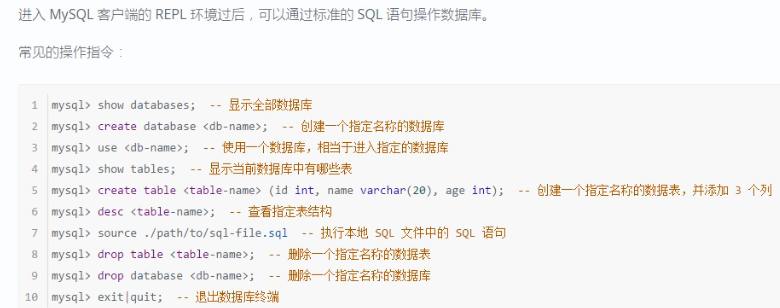 进入 MySQL 客户端的 REPL 环境过后，可以通过标准的 SQL 语句操作数据库。
常见的操作指令：
1 mysql> show databases;  -- 显示全部数据库
2 mysql> create database <db-name>;  -- 创建一个指定名称的数据库
3 mysql> use <db-name>;  -- 使用一个数据库，相当于进入指定的数据库
4 mysql> show tables;  -- 显示当前数据库中有哪些表
5 mysql> create table <table-name> (id int, name varchar(20), age int);  -- 创建一个指定名称的数据表，并添加 3 个列
6 mysql> desc <table-name>;  -- 查看指定表结构
7 mysql> source ./path/to/sql-file.sql  -- 执行本地 SQL 文件中的 SQL 语句
8 mysql> drop table <table-name>;  -- 删除一个指定名称的数据表
9 mysql> drop database <db-name>;  -- 删除一个指定名称的数据库
10 mysql> exit|quit;  -- 退出数据库终端